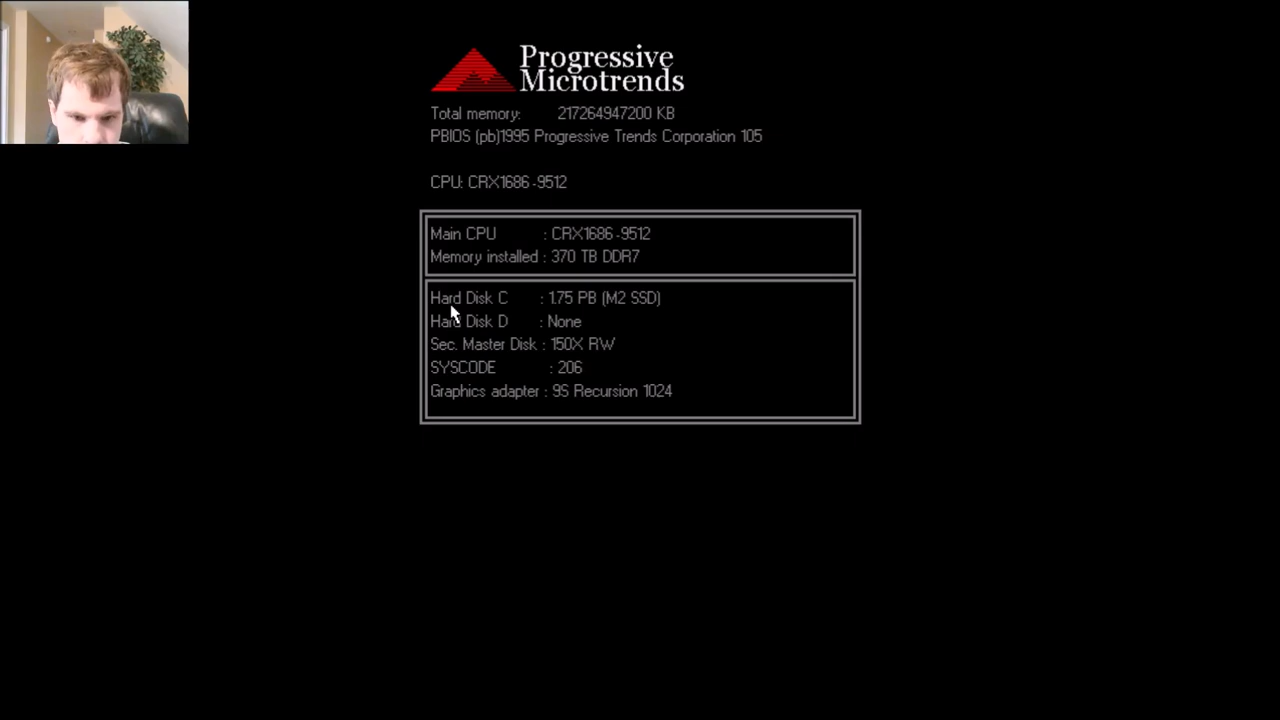 Progressive
Microtrends
Total memory: 217264947200 KB
PBIOS (pb)1995 Progressive Trends Corporation 105
CPU: CRX1686-9512
Main CPU : CRX1686-9512
Memory installed : 370 TB DDR7
Hard Disk C : 1.75 PB (M2 SSD)
Hard Disk D : None
Sec. Master Disk : 150X RW
SYSCODE : 206
Graphics adapter : 9S Recursion 1024